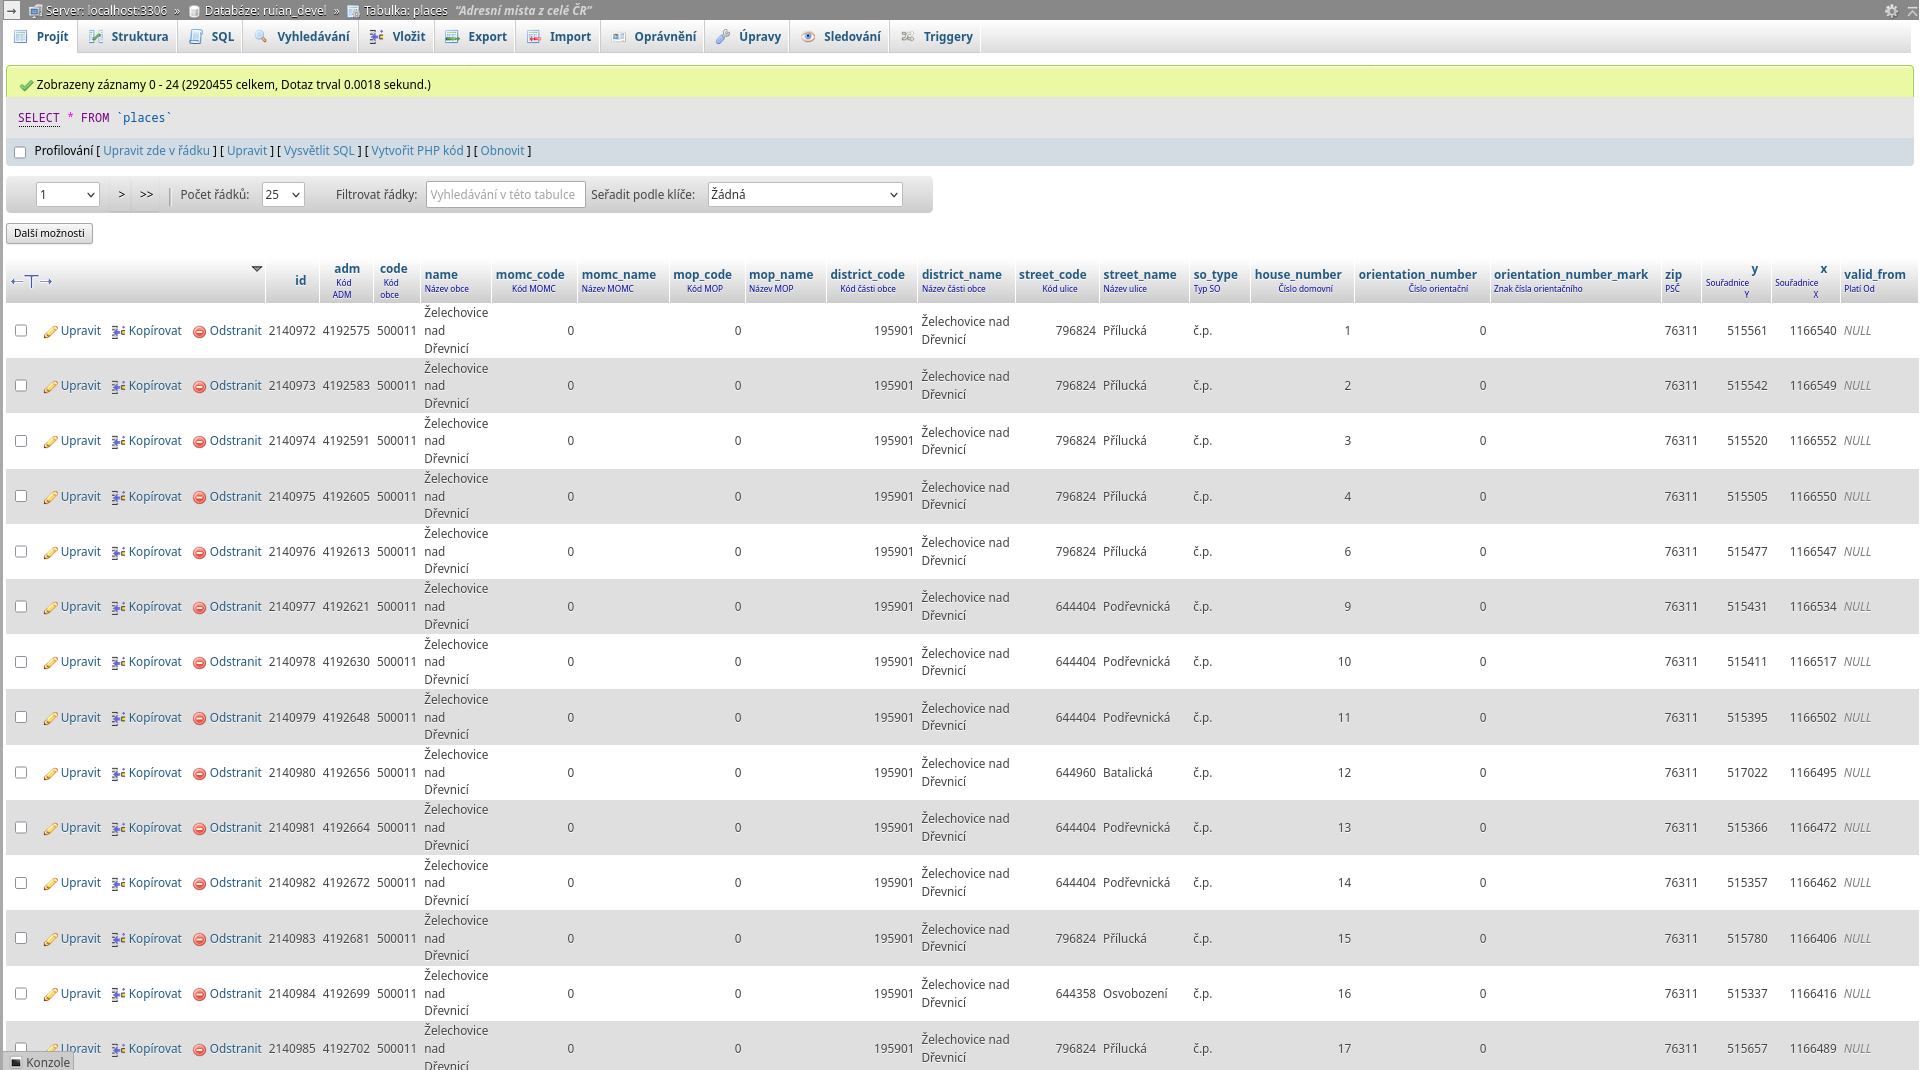 Server: localhost:3306 » Databáze: ruian_devel » Tabulka: places "Adresní místa z celé ČR"
Projít Struktura SQL Vyhledávání Vložit Export Import Oprávnění Úpravy Sledování Triggery
Zobrazeny záznamy 0 - 24 (2920455 celkem, Dotaz trval 0.0018 sekund.)
SELECT * FROM `places`
Profilování [ Upravit zde v řádku ] [ Upravit ] [ Vysvětlit SQL ] [ Vytvořit PHP kód ] [ Obnovit ]
1 > >> | Počet řádků: 25 Filtrovat řádky: Vyhledávání v této tabulce Seřadit podle klíče: Žádná
Další možnosti
←T→ id adm Kód ADM code Kód obce name Název obce momc_code Kód MOMC momc_name Název MOMC mop_code Kód MOP mop_name Název MOP district_code Kód části obce district_name Název části obce street_code Kód ulice street_name Název ulice so_type Typ SO house_number Číslo domovní orientation_number Číslo orientační orientation_number_mark Znak čísla orientačního zip PSČ y Souřadnice Y x Souřadnice X valid_from Platí Od
Upravit Kopírovat Odstranit 2140972 4192575 500011 Želechovice nad Dřevnicí 0 0 195901 Želechovice nad Dřevnicí 796824 Přílucká č.p. 1 0 76311 515561 1166540 NULL
Upravit Kopírovat Odstranit 2140973 4192583 500011 Želechovice nad Dřevnicí 0 0 195901 Želechovice nad Dřevnicí 796824 Přílucká č.p. 2 0 76311 515542 1166549 NULL
Upravit Kopírovat Odstranit 2140974 4192591 500011 Želechovice nad Dřevnicí 0 0 195901 Želechovice nad Dřevnicí 796824 Přílucká č.p. 3 0 76311 515520 1166552 NULL
Upravit Kopírovat Odstranit 2140975 4192605 500011 Želechovice nad Dřevnicí 0 0 195901 Želechovice nad Dřevnicí 796824 Přílucká č.p. 4 0 76311 515505 1166550 NULL
Upravit Kopírovat Odstranit 2140976 4192613 500011 Želechovice nad Dřevnicí 0 0 195901 Želechovice nad Dřevnicí 796824 Přílucká č.p. 6 0 76311 515477 1166547 NULL
Upravit Kopírovat Odstranit 2140977 4192621 500011 Želechovice nad Dřevnicí 0 0 195901 Želechovice nad Dřevnicí 644404 Podřevnická č.p. 9 0 76311 515431 1166534 NULL
Upravit Kopírovat Odstranit 2140978 4192630 500011 Želechovice nad Dřevnicí 0 0 195901 Želechovice nad Dřevnicí 644404 Podřevnická č.p. 10 0 76311 515411 1166517 NULL
Upravit Kopírovat Odstranit 2140979 4192648 500011 Želechovice nad Dřevnicí 0 0 195901 Želechovice nad Dřevnicí 644404 Podřevnická č.p. 11 0 76311 515395 1166502 NULL
Upravit Kopírovat Odstranit 2140980 4192656 500011 Želechovice nad Dřevnicí 0 0 195901 Želechovice nad Dřevnicí 644960 Batalická č.p. 12 0 76311 517022 1166495 NULL
Upravit Kopírovat Odstranit 2140981 4192664 500011 Želechovice nad Dřevnicí 0 0 195901 Želechovice nad Dřevnicí 644404 Podřevnická č.p. 13 0 76311 515366 1166472 NULL
Upravit Kopírovat Odstranit 2140982 4192672 500011 Želechovice nad Dřevnicí 0 0 195901 Želechovice nad Dřevnicí 644404 Podřevnická č.p. 14 0 76311 515357 1166462 NULL
Upravit Kopírovat Odstranit 2140983 4192681 500011 Želechovice nad Dřevnicí 0 0 195901 Želechovice nad Dřevnicí 796824 Přílucká č.p. 15 0 76311 515780 1166406 NULL
Upravit Kopírovat Odstranit 2140984 4192699 500011 Želechovice nad Dřevnicí 0 0 195901 Želechovice nad Dřevnicí 644358 Osvobození č.p. 16 0 76311 515337 1166416 NULL
Upravit Kopírovat Odstranit 2140985 4192702 500011 Želechovice nad Dřevnicí 0 0 195901 Želechovice nad Dřevnicí 796824 Přílucká č.p. 17 0 76311 515657 1166489 NULL
Konzole